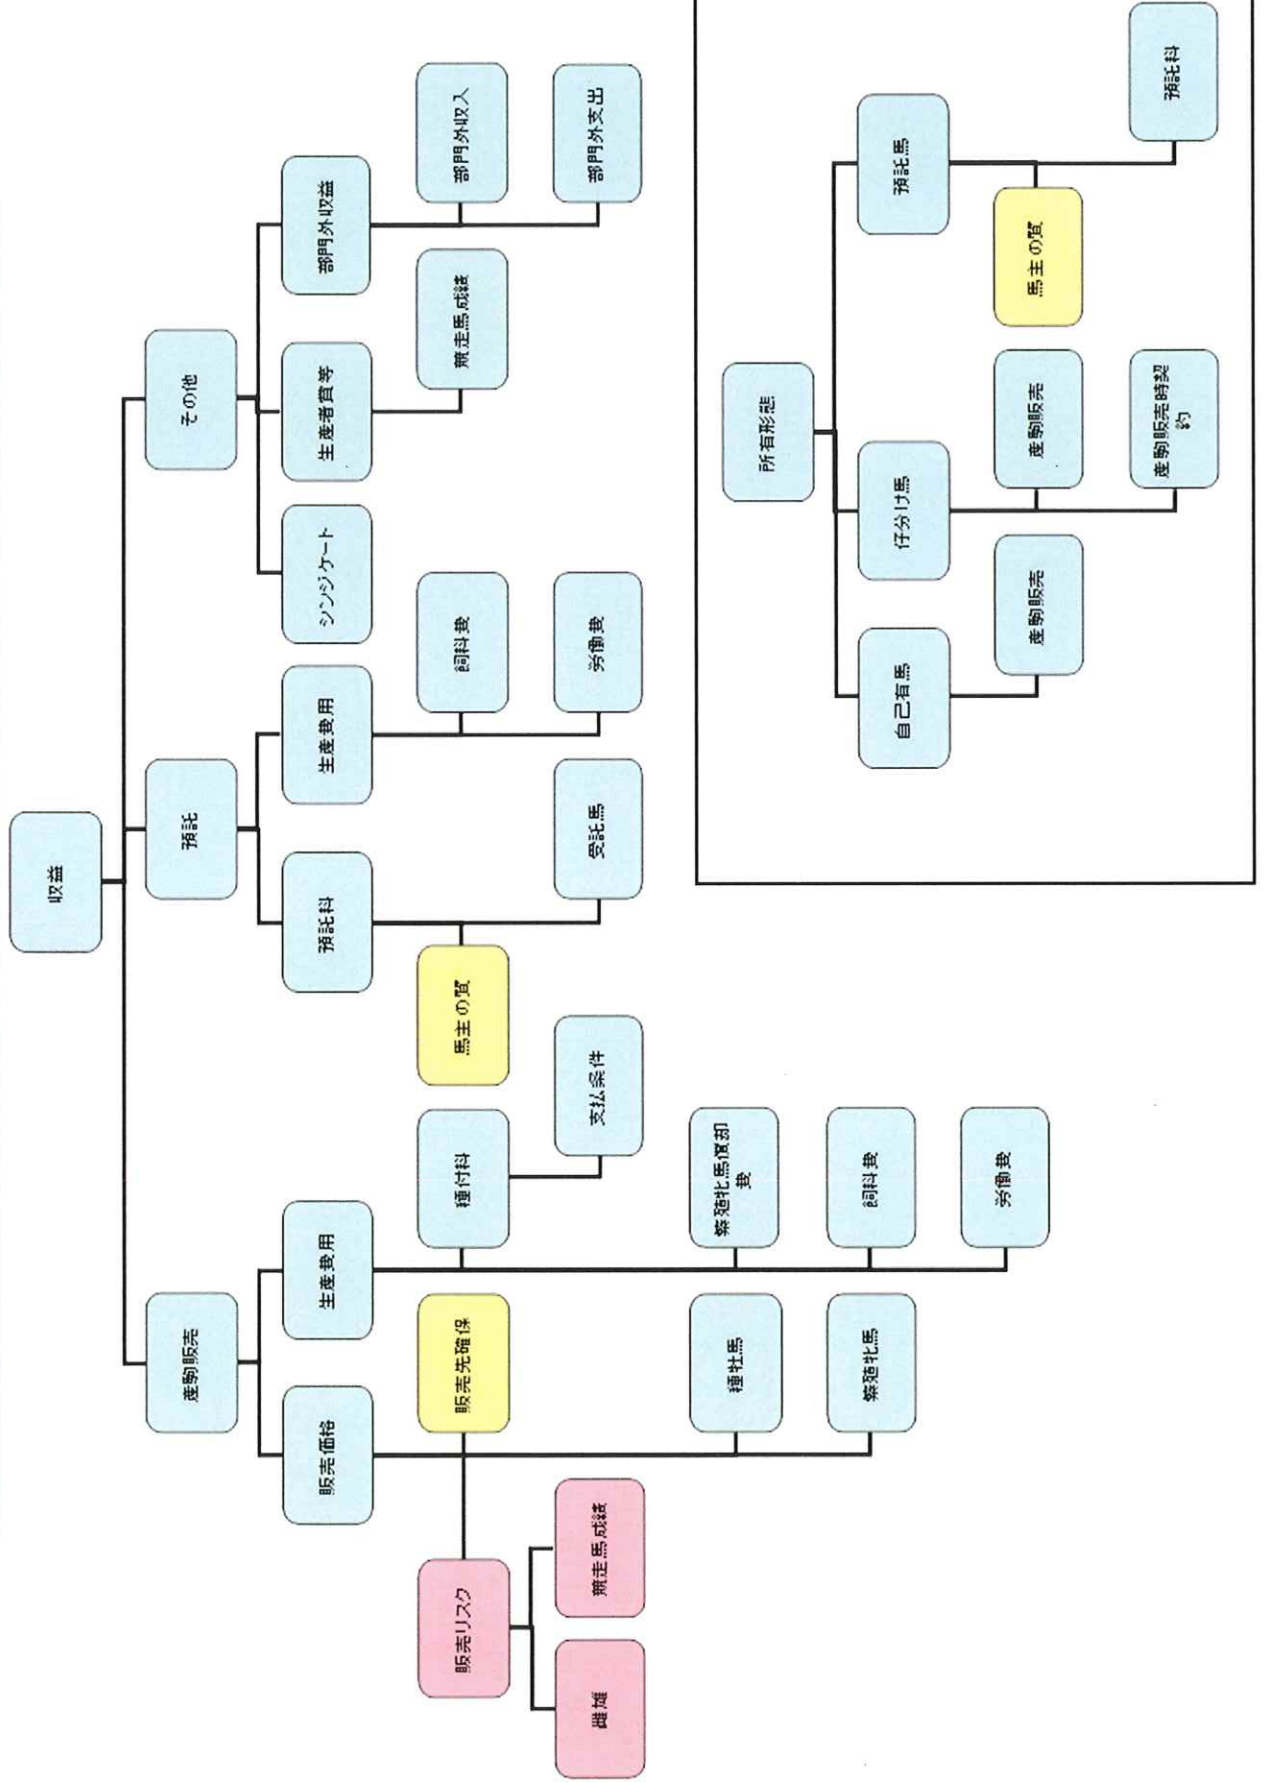 収益
産駒販売
預託
その他
販売価格
生産費用
預託料
生産費用
シンジケート
生産者賞等
部門外収益
販売リスク
販売先確保
種付料
馬主の質
飼料費
競走馬成績
部門外収入
雌雄
競走馬成績
支払条件
受託馬
労働費
部門外支出
種牡馬
繁殖牝馬償却
費
繁殖牝馬
飼料費
労働費
所有形態
自己有馬
仔分け馬
預託馬
産駒販売
産駒販売
馬主の質
産駒販売時契
約
預託料